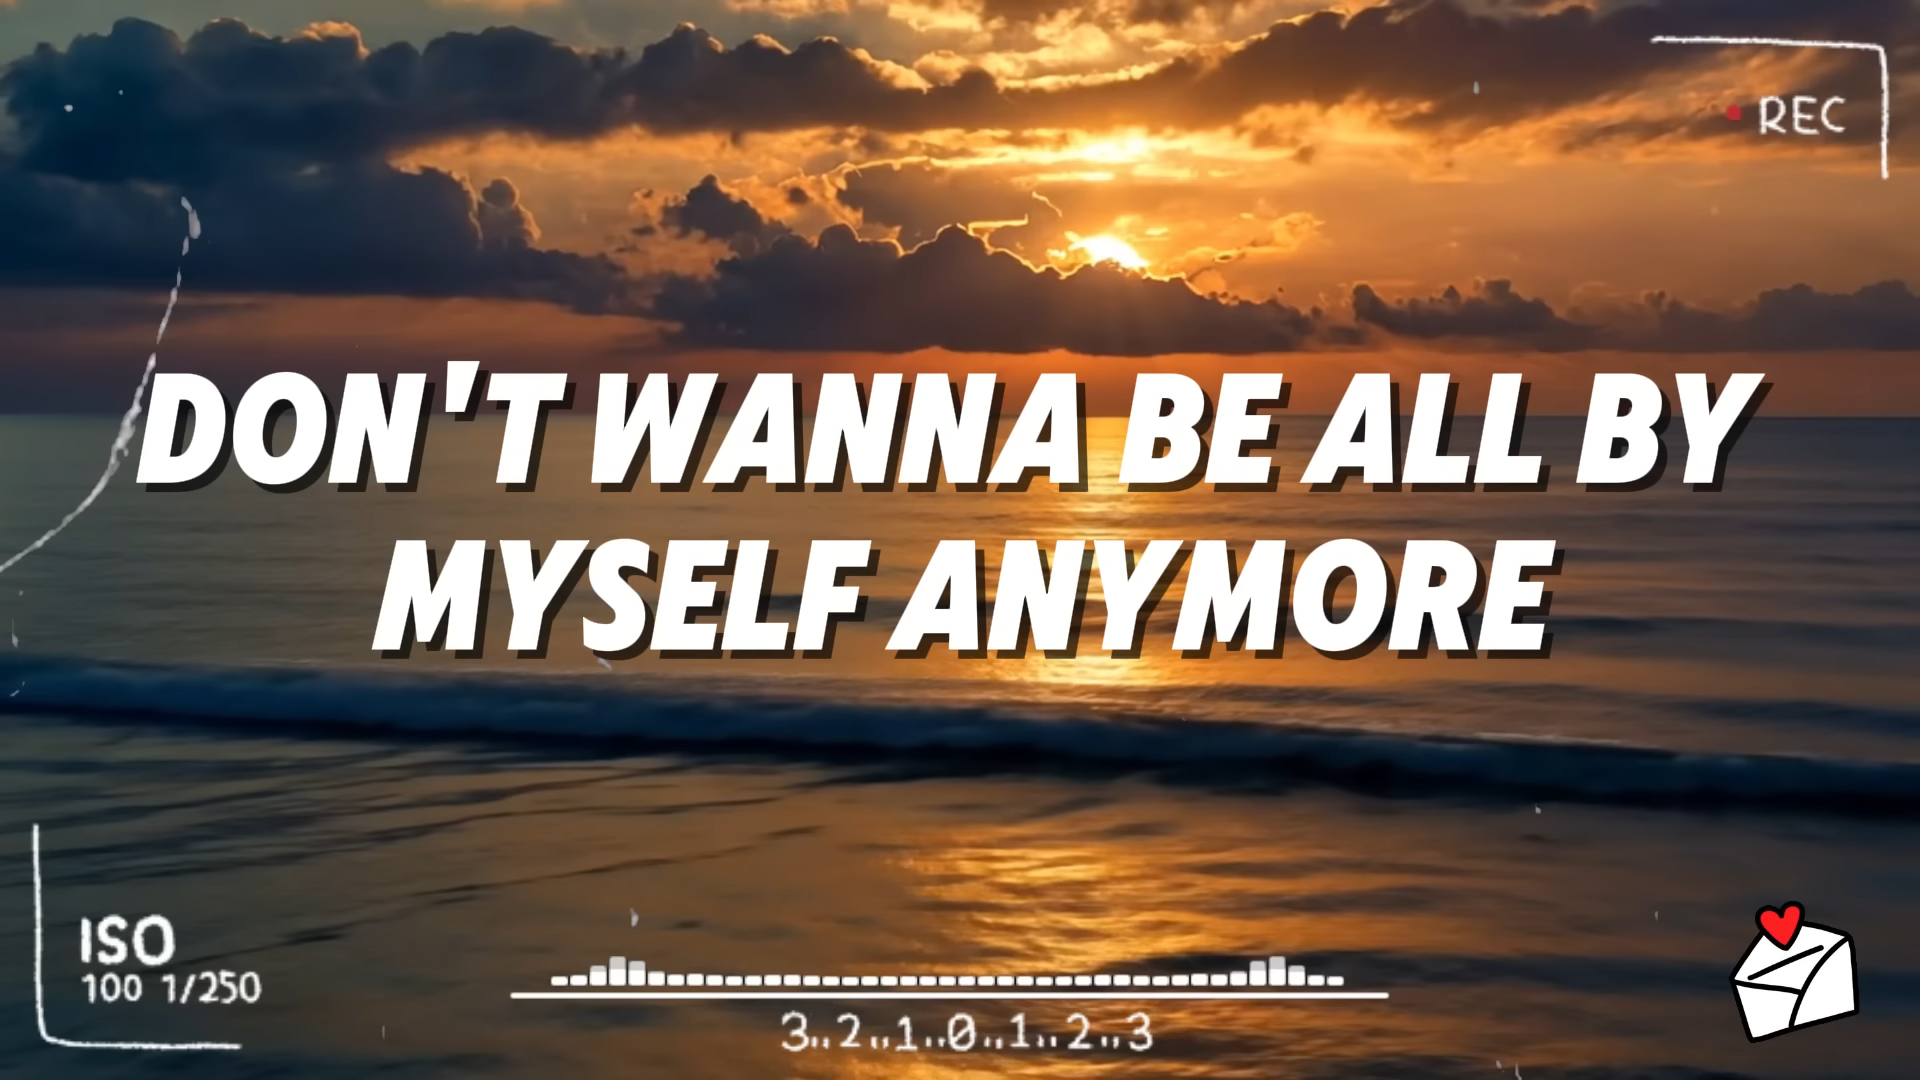 REC
DON'T WANNA BE ALL BY
MYSELF ANYMORE
ISO
100 1/250
3..2..1..0..1..2..3